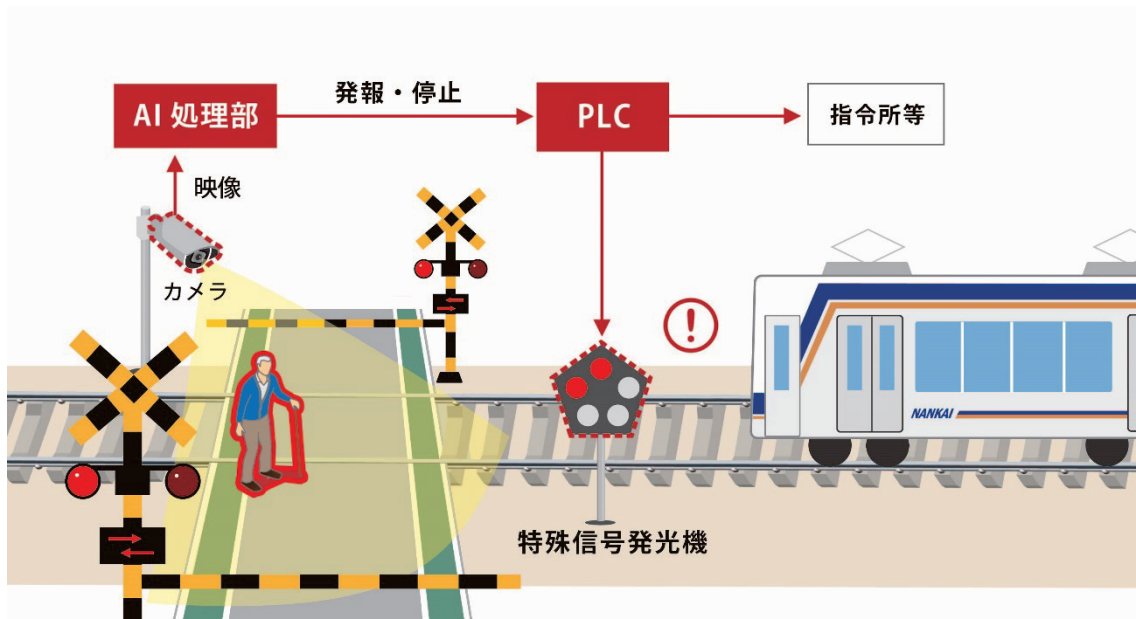 発報・停止
AI 処理部
PLC
指令所等
映像
カメラ
NANKAI
特殊信号発光機